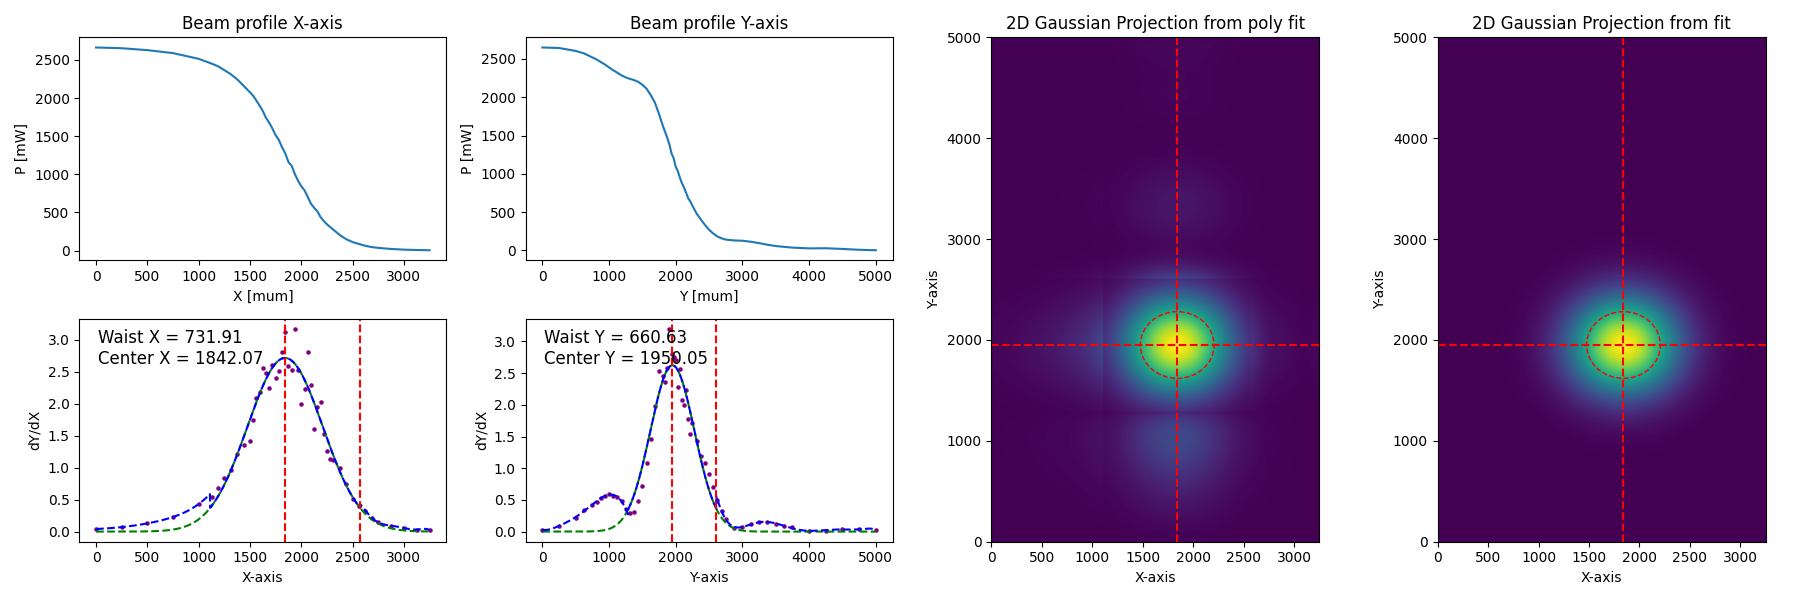 Beam profile X-axis
P [mW]
2500
2000
1500
1000
500
0
0 500 1000 1500 2000 2500 3000
X [mum]
Beam profile Y-axis
P [mW]
2500
2000
1500
1000
500
0
0 1000 2000 3000 4000 5000
Y [mum]
Waist X = 731.91
Center X = 1842.07
dY/dX
3.0
2.5
2.0
1.5
1.0
0.5
0.0
0 500 1000 1500 2000 2500 3000
X-axis
Waist Y = 660.63
Center Y = 1950.05
dY/dX
3.0
2.5
2.0
1.5
1.0
0.5
0.0
0 1000 2000 3000 4000 5000
Y-axis
2D Gaussian Projection from poly fit
Y-axis
5000
4000
3000
2000
1000
0
0 500 1000 1500 2000 2500 3000
X-axis
2D Gaussian Projection from fit
Y-axis
5000
4000
3000
2000
1000
0
0 500 1000 1500 2000 2500 3000
X-axis